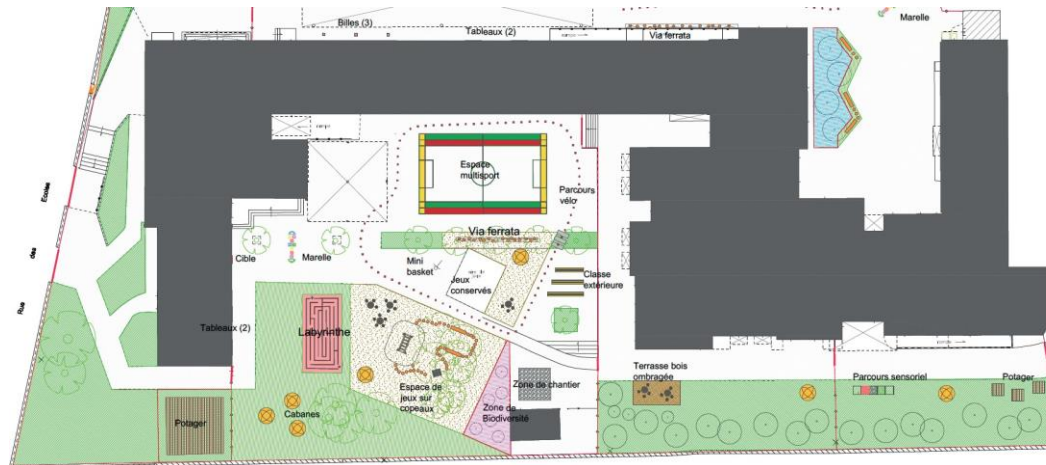 Billes (3)
Tableaux (2)
Via ferrata
Marelle
Rue des Ecoles
Espace
multisport
Parcours
vélo
Via ferrata
Cible
Marelle
Mini
basket
Jeux
conservés
Classe
extérieure
Tableaux (2)
Labyrinthe
Espace de
jeux sur
copeaux
Zone de chantier
Terrasse bois
ombragée
Parcours sensoriel
Potager
Potager
Cabanes
Zone de
Biodiversité